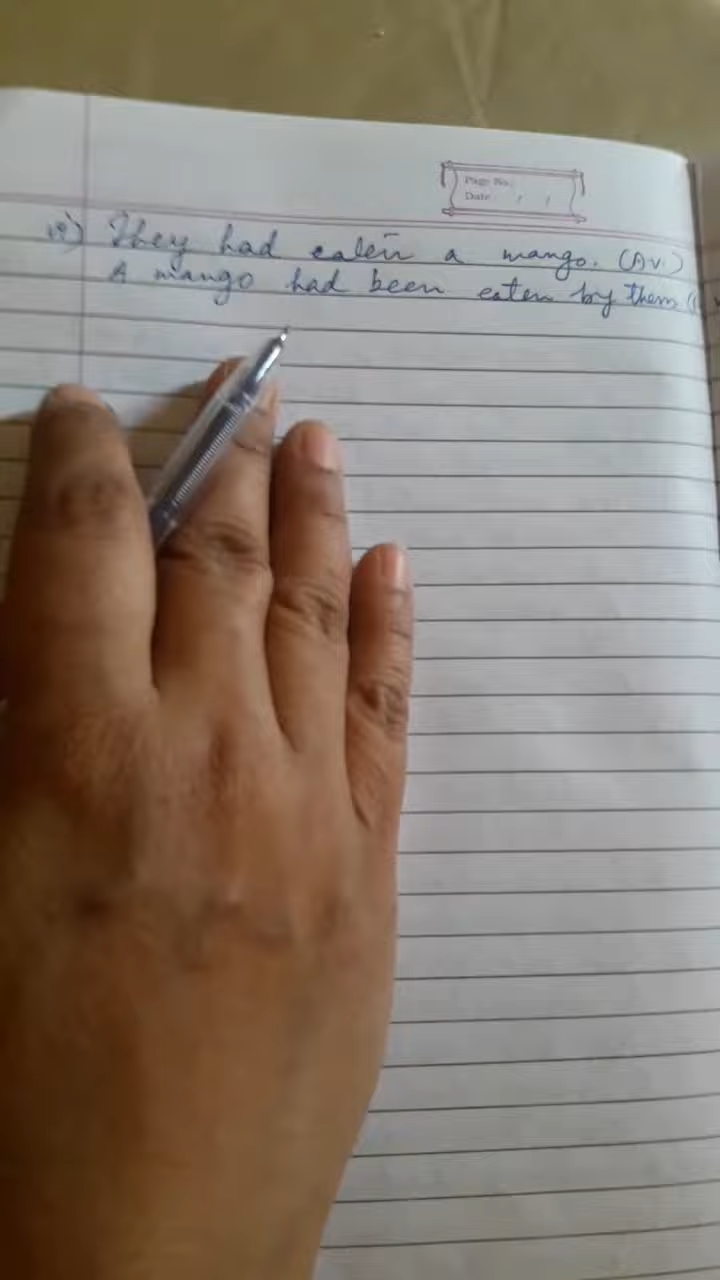 Page No.:
Date: / /
19) They had eaten a mango. (A.V.)
A mango had been eaten by them (